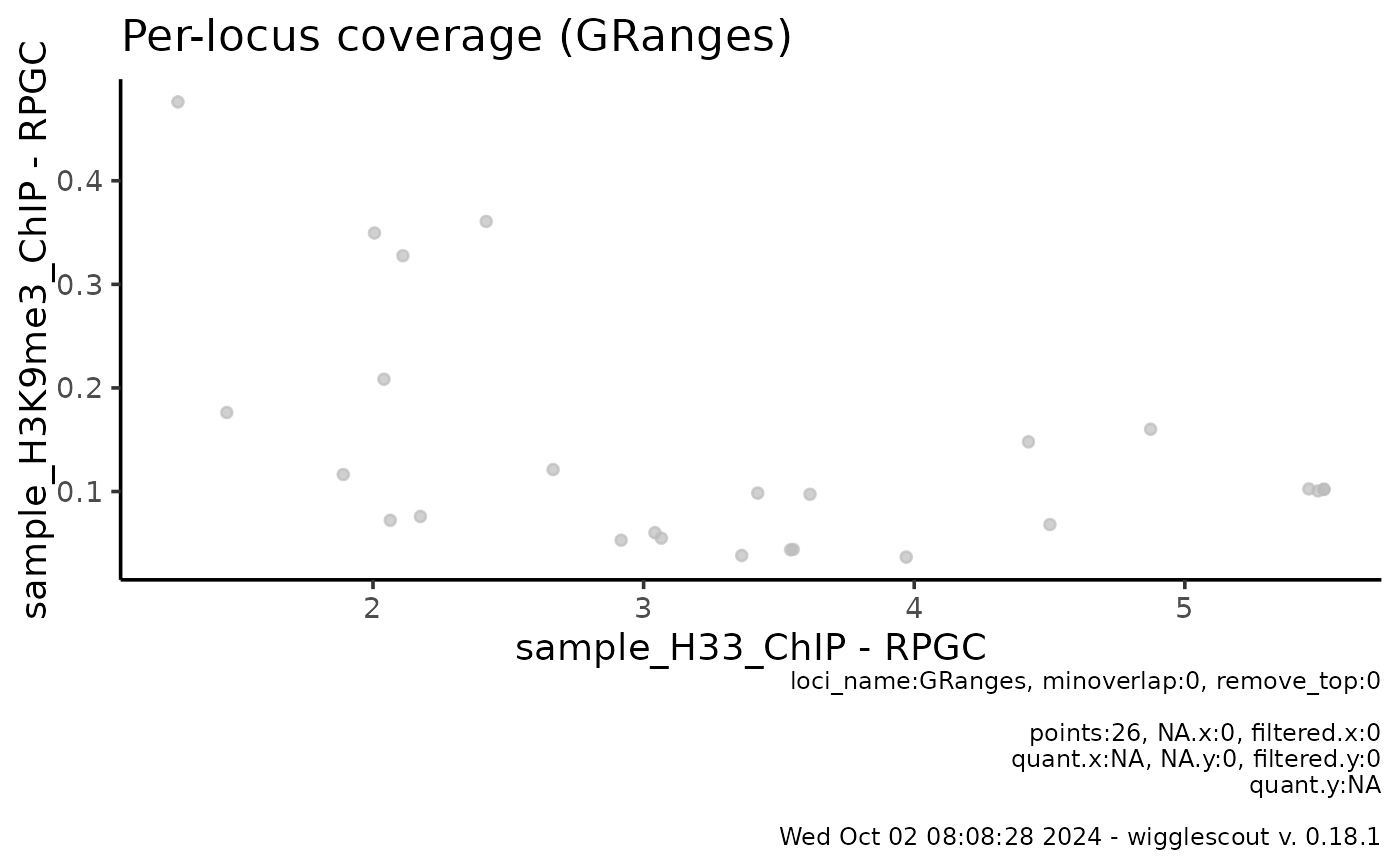 Per-locus coverage (GRanges)
sample_H3K9me3_ChIP - RPGC
0.4
0.3
0.2
0.1
2 3 4 5
sample_H33_ChIP - RPGC
loci_name:GRanges, minoverlap:0, remove_top:0
points:26, NA.x:0, filtered.x:0
quant.x:NA, NA.y:0, filtered.y:0
quant.y:NA
Wed Oct 02 08:08:28 2024 - wigglescout v. 0.18.1